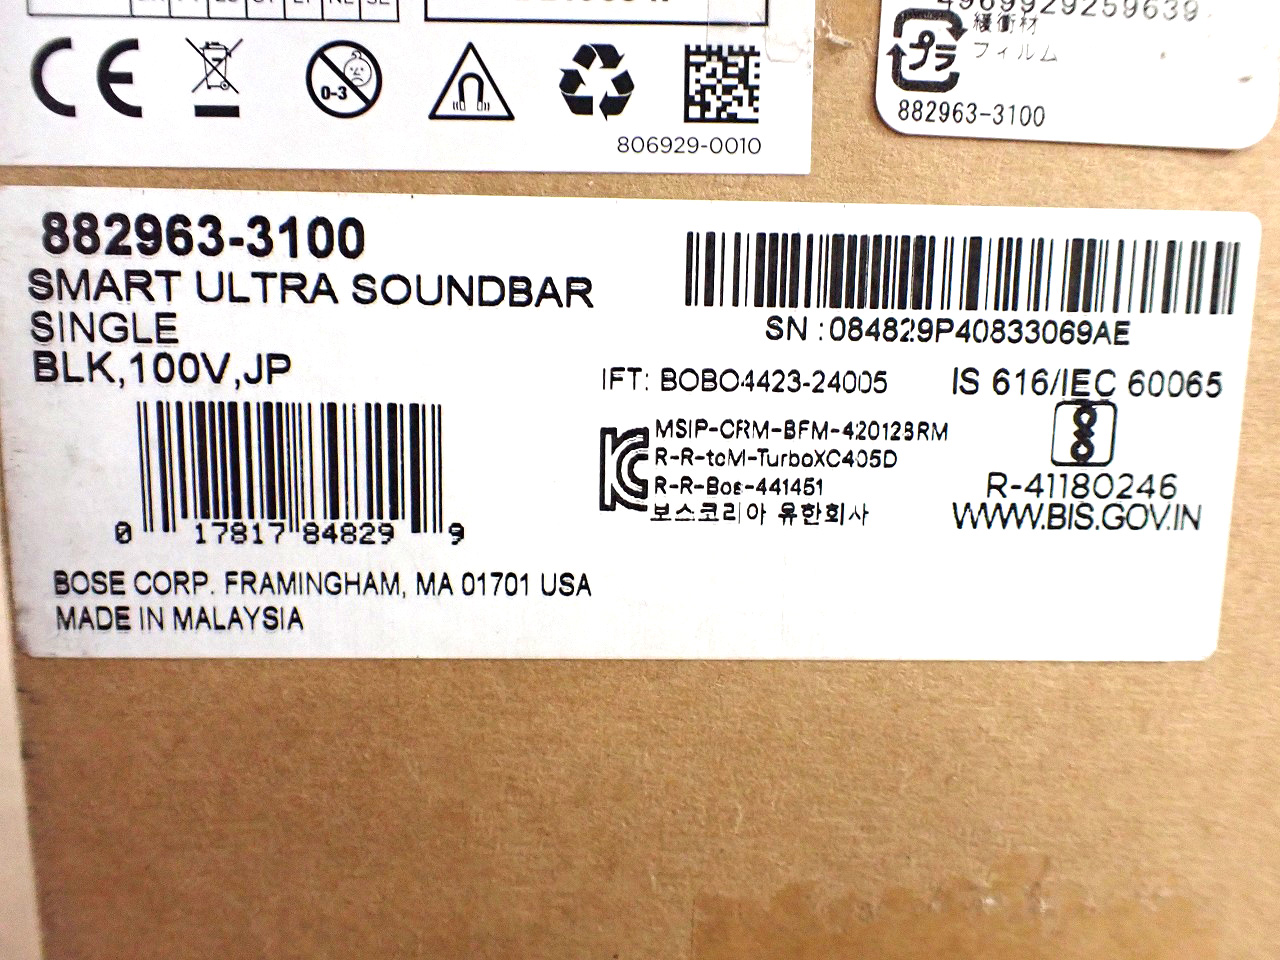 0-3
806929-0010
4969929259639
プラ
緩衝材
フィルム
882963-3100
882963-3100
SMART ULTRA SOUNDBAR
SINGLE
BLK,100V,JP
0 17817 84829 9
BOSE CORP. FRAMINGHAM, MA 01701 USA
MADE IN MALAYSIA
SN :084829P40833069AE
IFT: BOBO4423-24005
IS 616/IEC 60065
MSIP-CRM-BFM-420123RM
R-R-tcM-TurboXC405D
R-R-Bos-441451
보스코리아 유한회사
R-41180246
WWW.BIS.GOV.IN